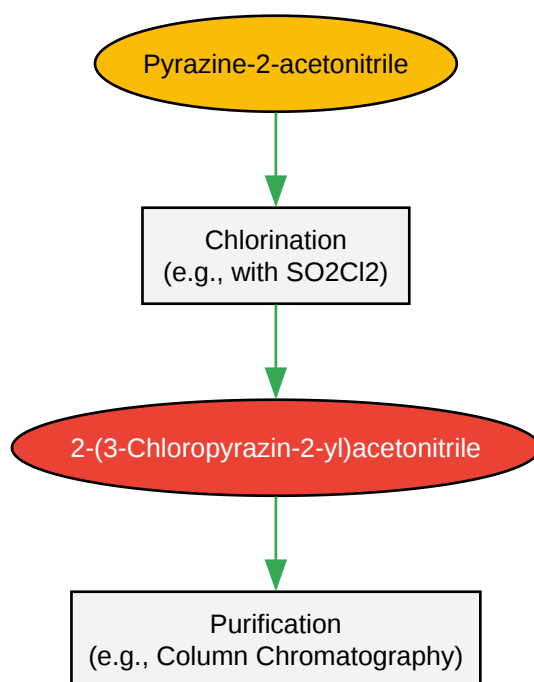 Pyrazine-2-acetonitrile
Chlorination
(e.g., with SO2Cl2)
2-(3-Chloropyrazin-2-yl)acetonitrile
Purification
(e.g., Column Chromatography)